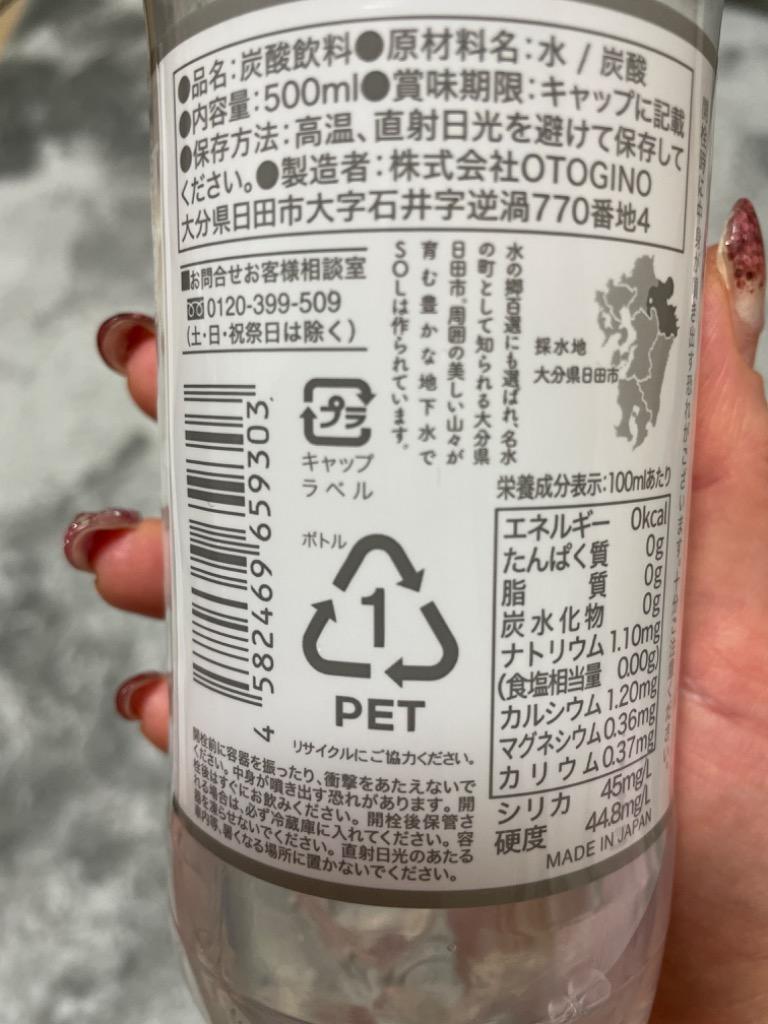 ●品名:炭酸飲料●原材料名:水 / 炭酸
●内容量:500ml●賞味期限:キャップに記載
●保存方法:高温、直射日光を避けて保存して
ください。●製造者:株式会社OTOGINO
大分県日田市大字石井字逆渦770番地4
■お問合せお客様相談室
0120-399-509
(土・日・祝祭日は除く)
水の郷百選にも選ばれ、名水
の町として知られる大分県
日田市。周囲の美しい山々が
育む豊かな地下水で
SOLは作られています。
採水地
大分県日田市
プラ
キャップ
ラベル
4 582469 659303
ボトル
1
PET
リサイクルにご協力ください。
栄養成分表示:100mlあたり
エネルギー 0kcal
たんぱく質 0g
脂質 0g
炭水化物 0g
ナトリウム 1.10mg
(食塩相当量 0.00g)
カルシウム 1.20mg
マグネシウム 0.36mg
カリウム 0.37mg
シリカ 45mg/L
硬度 44.8mg/L
MADE IN JAPAN
開栓前に容器を振ったり、衝撃をあたえないで
ください。中身が噴き出す恐れがあります。開
栓後はすぐにお飲みください。開栓後保管さ
れる場合は、必ず冷蔵庫に入れてください。容
器を凍らせないでください。直射日光のあたる
車内等、暑くなる場所に置かないでください。